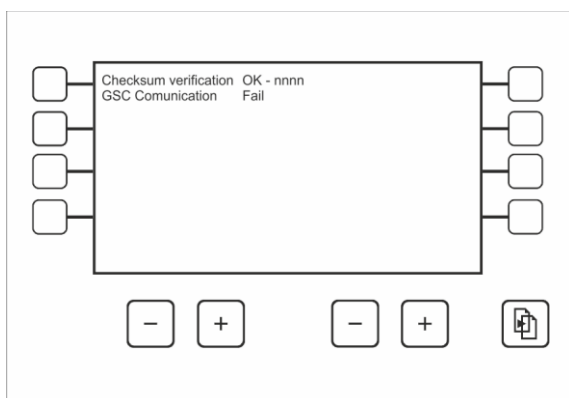 Checksum verification OK - nnnn
GSC Comunication Fail
- + - +